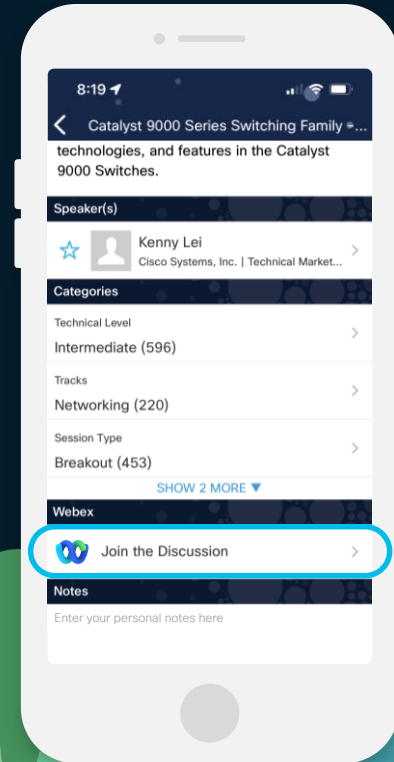 8:19
Catalyst 9000 Series Switching Family -...
technologies, and features in the Catalyst
9000 Switches.
Speaker(s)
Kenny Lei
Cisco Systems, Inc. | Technical Market...
Categories
Technical Level
Intermediate (596)
Tracks
Networking (220)
Session Type
Breakout (453)
SHOW 2 MORE ▼
Webex
Join the Discussion
Notes
Enter your personal notes here